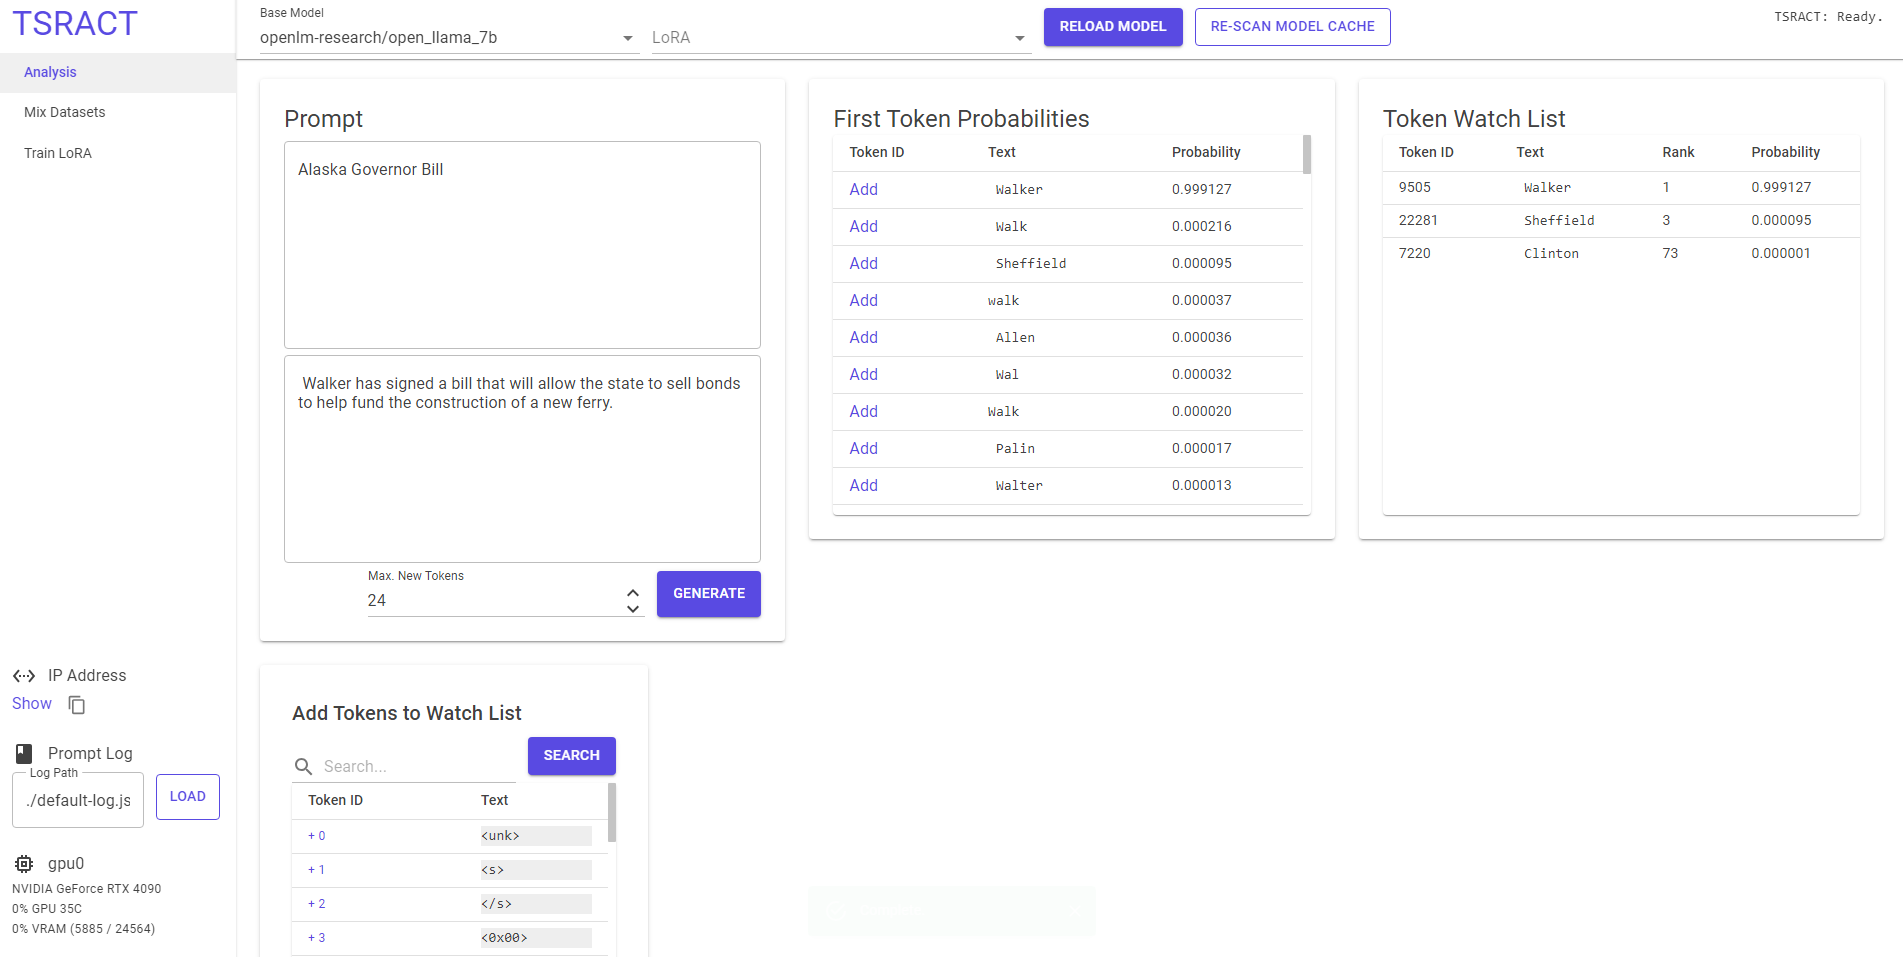 TSRACT
Analysis
Mix Datasets
Train LoRA
IP Address
Show
Prompt Log
Log Path
./default-log.js
LOAD
gpu0
NVIDIA GeForce RTX 4090
0% GPU 35C
0% VRAM (5885 / 24564)
Base Model
openlm-research/open_llama_7b
LoRA
RELOAD MODEL
RE-SCAN MODEL CACHE
TSRACT: Ready.
Prompt
Alaska Governor Bill
Walker has signed a bill that will allow the state to sell bonds
to help fund the construction of a new ferry.
Max. New Tokens
24
GENERATE
First Token Probabilities
Token ID Text Probability
Add Walker 0.999127
Add Walk 0.000216
Add Sheffield 0.000095
Add walk 0.000037
Add Allen 0.000036
Add Wal 0.000032
Add Walk 0.000020
Add Palin 0.000017
Add Walter 0.000013
Token Watch List
Token ID Text Rank Probability
9505 Walker 1 0.999127
22281 Sheffield 3 0.000095
7220 Clinton 73 0.000001
Add Tokens to Watch List
Search...
SEARCH
Token ID Text
+ 0 <unk>
+ 1 <s>
+ 2 </s>
+ 3 <0x00>